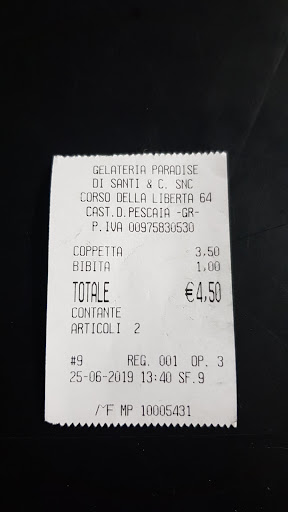 GELATERIA PARADISE
DI SANTI & C. SNC
CORSO DELLA LIBERTA 64
CAST.D.PESCAIA -GR-
P.IVA 00975830530
COPPETTA 3,50
BIBITA 1,00
TOTALE €4,50
CONTANTE
ARTICOLI 2
#9 REG. 001 OP. 3
25-06-2019 13:40 SF.9
MF MP 10005431